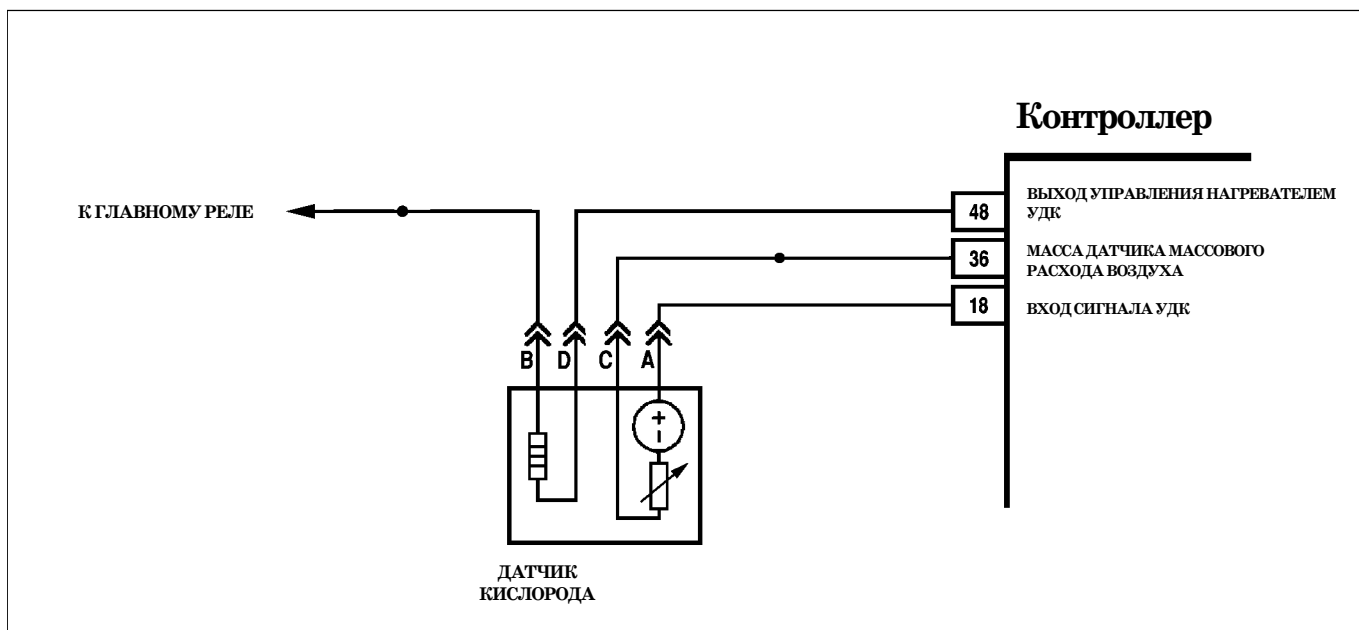 Контроллер
К ГЛАВНОМУ РЕЛЕ
48
ВЫХОД УПРАВЛЕНИЯ НАГРЕВАТЕЛЕМ
УДК
36
МАССА ДАТЧИКА МАССОВОГО
РАСХОДА ВОЗДУХА
18
ВХОД СИГНАЛА УДК
B D C A
+
–
ДАТЧИК
КИСЛОРОДА